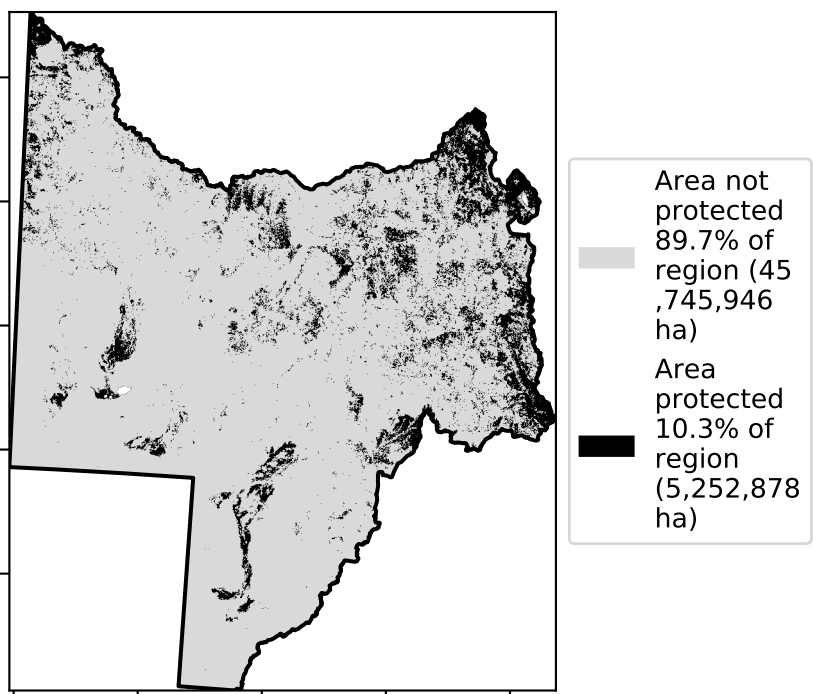 Area not
protected
89.7% of
region (45
,745,946
ha)
Area
protected
10.3% of
region
(5,252,878
ha)